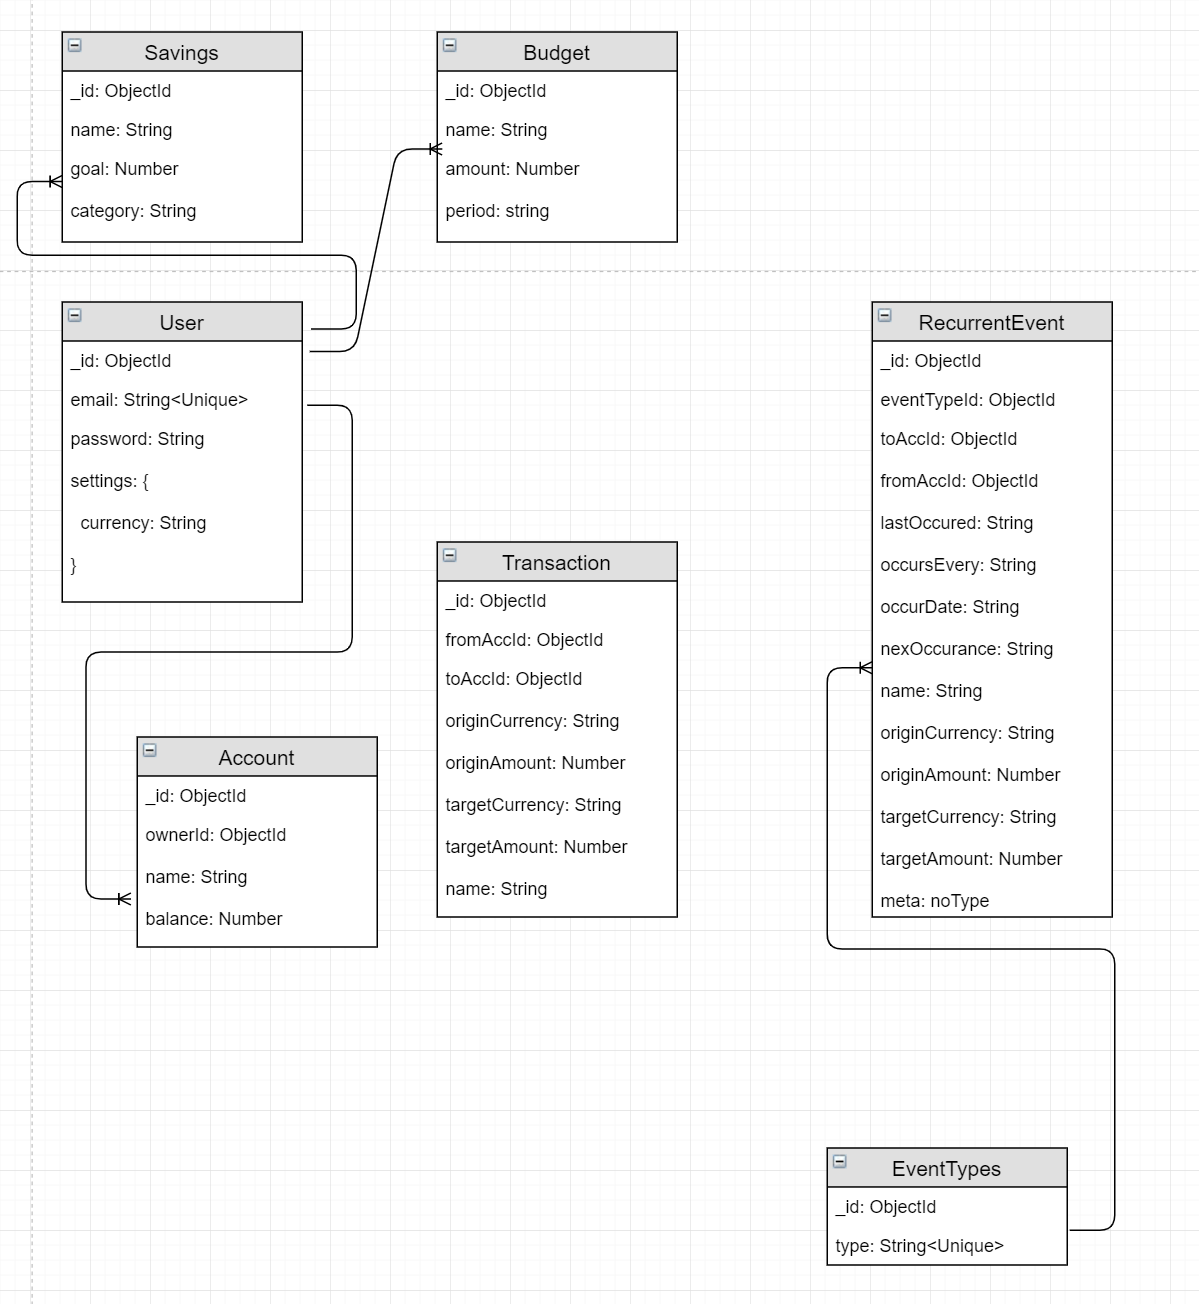 Savings
_id: ObjectId
name: String
goal: Number
category: String
Budget
_id: ObjectId
name: String
amount: Number
period: string
User
_id: ObjectId
email: String<Unique>
password: String
settings: {
currency: String
}
RecurrentEvent
_id: ObjectId
eventTypeId: ObjectId
toAccId: ObjectId
fromAccId: ObjectId
lastOccured: String
occursEvery: String
occurDate: String
nexOccurance: String
name: String
originCurrency: String
originAmount: Number
targetCurrency: String
targetAmount: Number
meta: noType
Transaction
_id: ObjectId
fromAccId: ObjectId
toAccId: ObjectId
originCurrency: String
originAmount: Number
targetCurrency: String
targetAmount: Number
name: String
Account
_id: ObjectId
ownerId: ObjectId
name: String
balance: Number
EventTypes
_id: ObjectId
type: String<Unique>